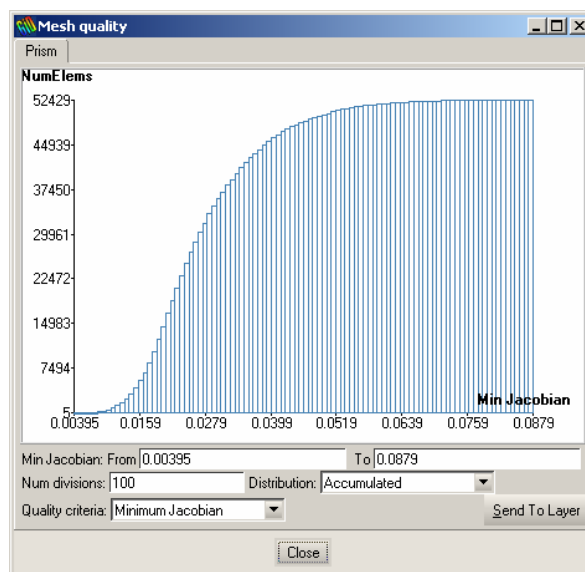 Mesh quality
Prism
NumElems
52429
44939
37450
29961
22472
14983
7494
5
Min Jacobian
0.00395 0.0159 0.0279 0.0399 0.0519 0.0639 0.0759 0.0879
Min Jacobian: From 0.00395 To 0.0879
Num divisions: 100 Distribution: Accumulated
Quality criteria: Minimum Jacobian Send To Layer
Close